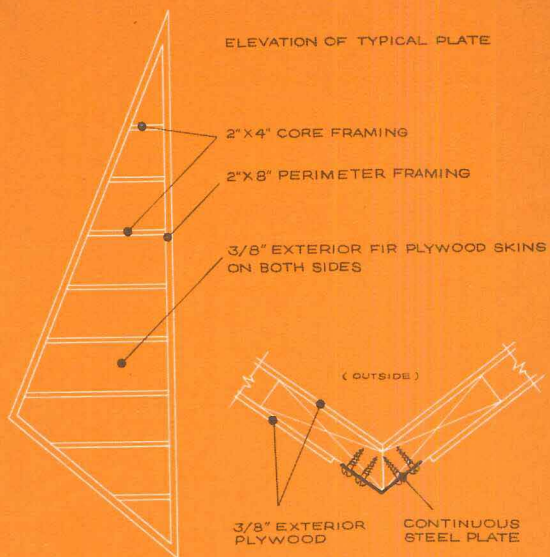 ELEVATION OF TYPICAL PLATE
2"X4" CORE FRAMING
2"X8" PERIMETER FRAMING
3/8" EXTERIOR FIR PLYWOOD SKINS
ON BOTH SIDES
(OUTSIDE)
3/8" EXTERIOR
PLYWOOD
CONTINUOUS
STEEL PLATE